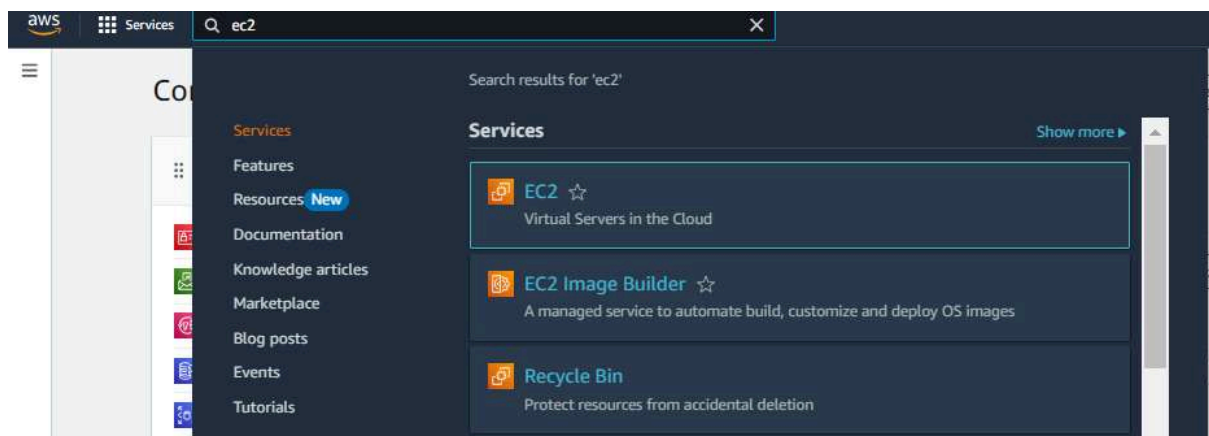 aws
Services
ec2
Search results for 'ec2'
Services
Features
Resources New
Documentation
Knowledge articles
Marketplace
Blog posts
Events
Tutorials
Services
Show more
EC2
Virtual Servers in the Cloud
EC2 Image Builder
A managed service to automate build, customize and deploy OS images
Recycle Bin
Protect resources from accidental deletion